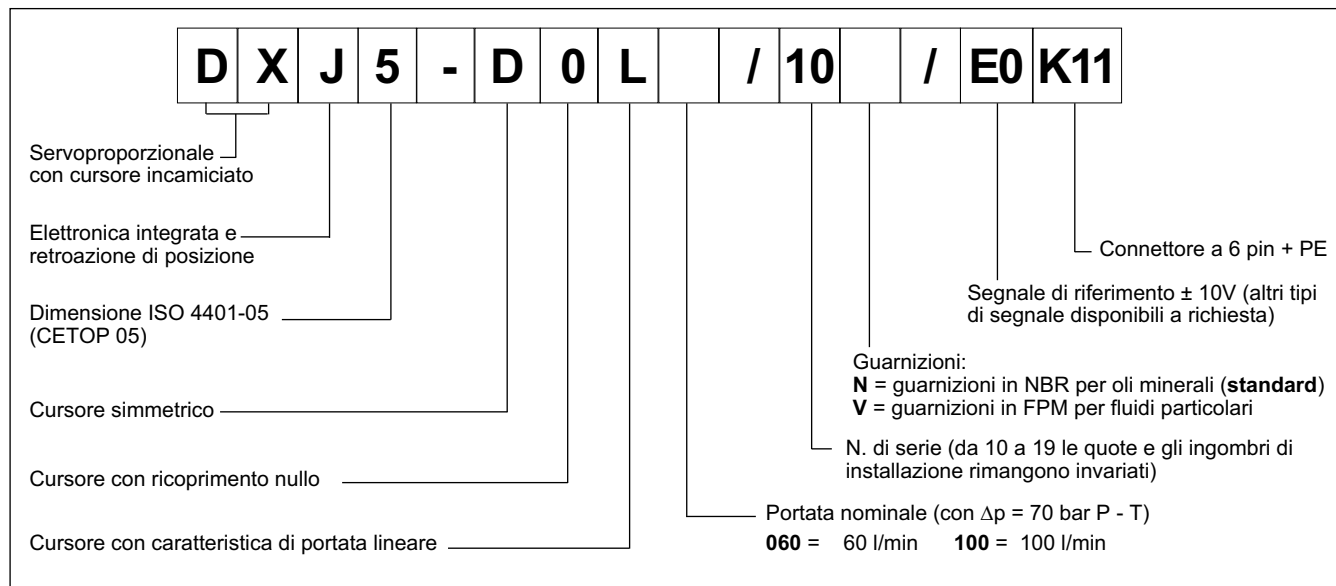 D X J 5 - D 0 L / 10 / E0 K11
Servoproporzionale
con cursore incamiciato
Elettronica integrata e
retroazione di posizione
Dimensione ISO 4401-05
(CETOP 05)
Cursore simmetrico
Cursore con ricoprimento nullo
Cursore con caratteristica di portata lineare
Connettore a 6 pin + PE
Segnale di riferimento ± 10V (altri tipi
di segnale disponibili a richiesta)
Guarnizioni:
N = guarnizioni in NBR per oli minerali (standard)
V = guarnizioni in FPM per fluidi particolari
N. di serie (da 10 a 19 le quote e gli ingombri di
installazione rimangono invariati)
Portata nominale (con Δp = 70 bar P - T)
060 = 60 l/min 100 = 100 l/min